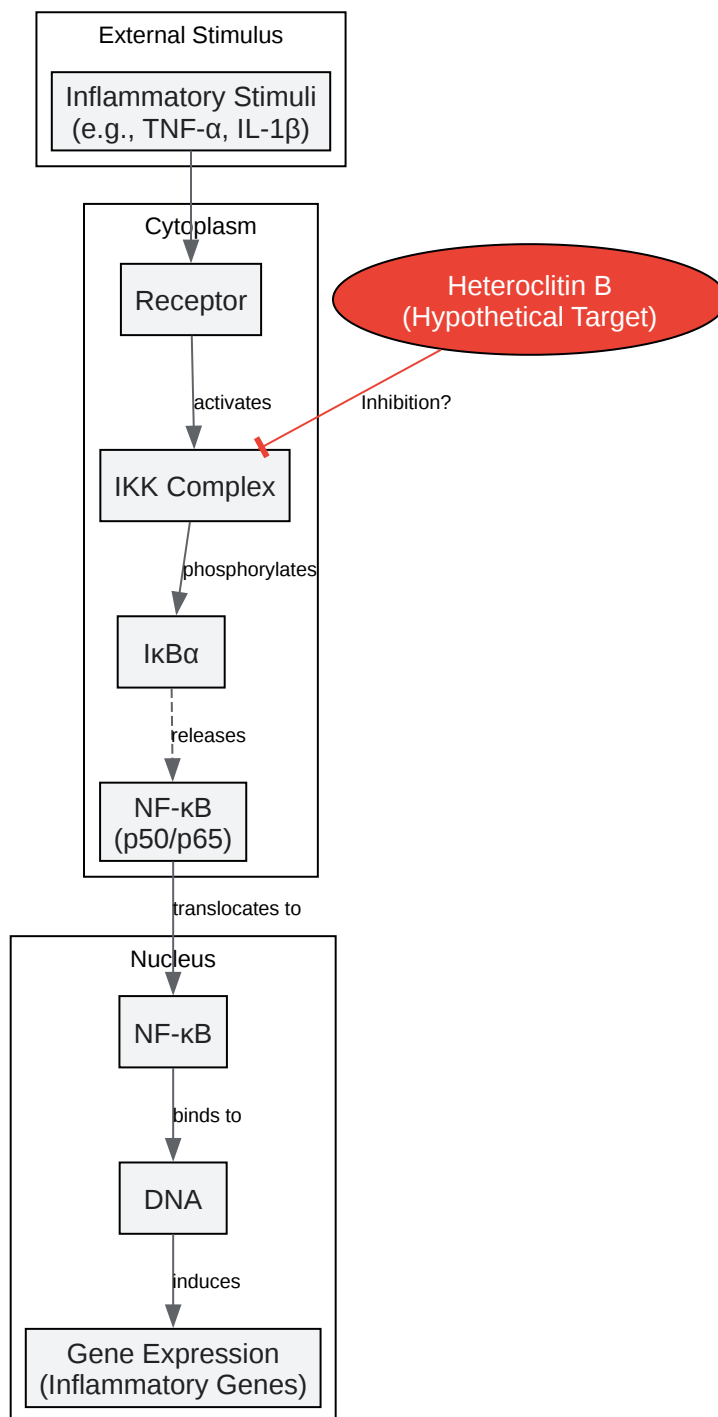 External Stimulus
Inflammatory Stimuli
(e.g., TNF-α, IL-1β)
Cytoplasm
Receptor
Heteroclitin B
(Hypothetical Target)
activates
Inhibition?
IKK Complex
phosphorylates
IκBα
releases
NF-κB
(p50/p65)
translocates to
Nucleus
NF-κB
binds to
DNA
induces
Gene Expression
(Inflammatory Genes)